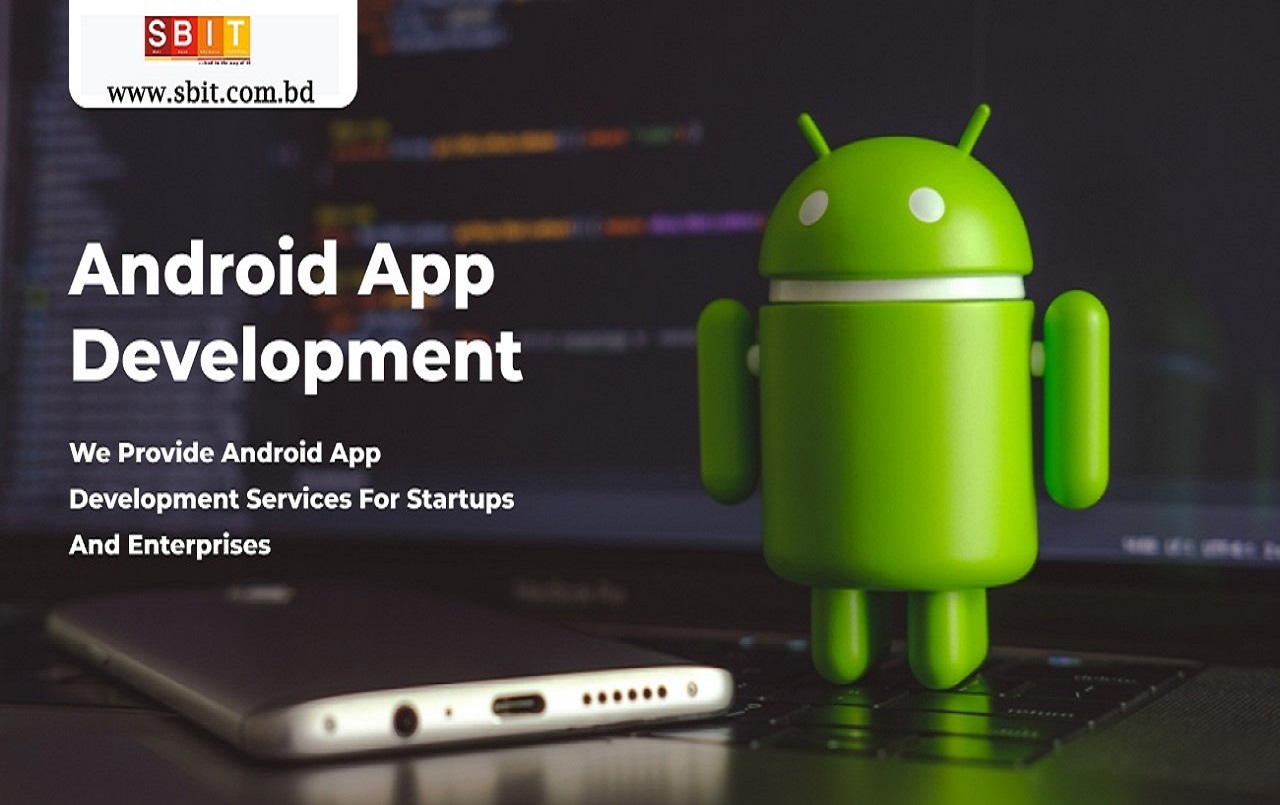 SBIT
www.sbit.com.bd
Android App
Development
We Provide Android App
Development Services For Startups
And Enterprises